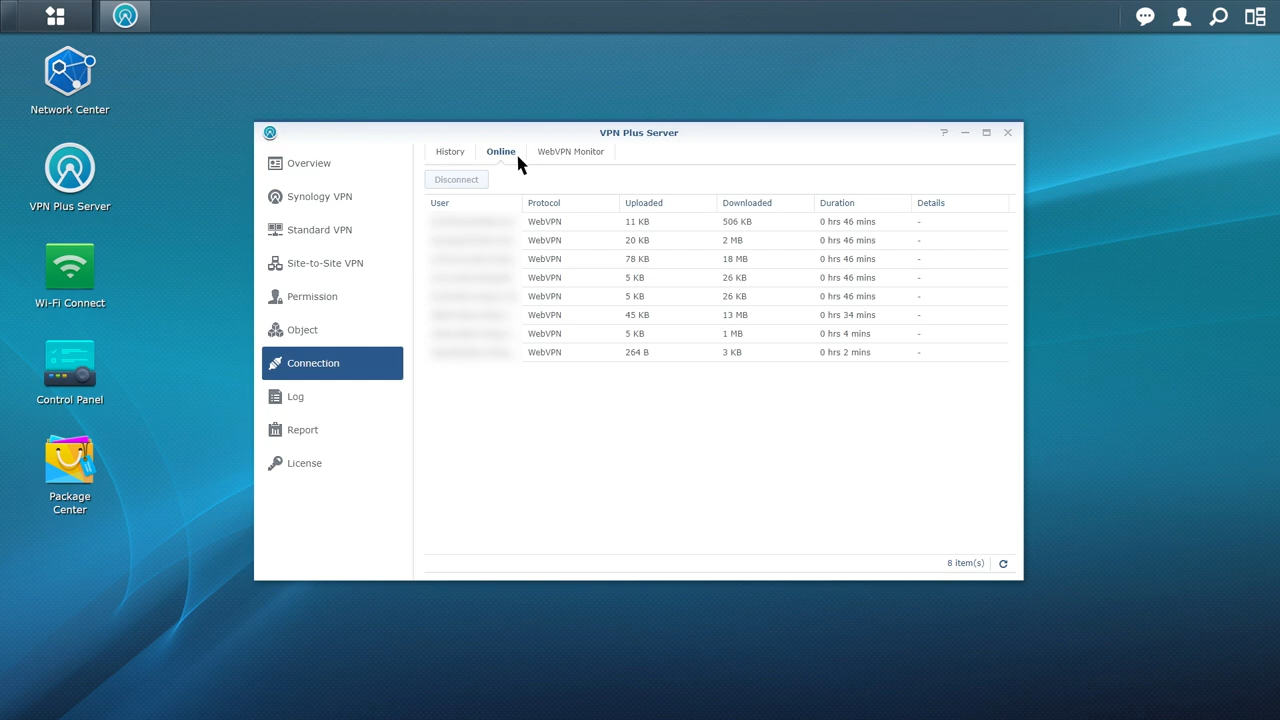 Network Center
VPN Plus Server
Wi-Fi Connect
Control Panel
Package
Center
VPN Plus Server
Overview
Synology VPN
Standard VPN
Site-to-Site VPN
Permission
Object
Connection
Log
Report
License
History Online WebVPN Monitor
Disconnect
User Protocol Uploaded Downloaded Duration Details
WebVPN 11 KB 506 KB 0 hrs 46 mins -
WebVPN 20 KB 2 MB 0 hrs 46 mins -
WebVPN 78 KB 18 MB 0 hrs 46 mins -
WebVPN 5 KB 26 KB 0 hrs 46 mins -
WebVPN 5 KB 26 KB 0 hrs 46 mins -
WebVPN 45 KB 13 MB 0 hrs 34 mins -
WebVPN 5 KB 1 MB 0 hrs 4 mins -
WebVPN 264 B 3 KB 0 hrs 2 mins -
8 item(s)